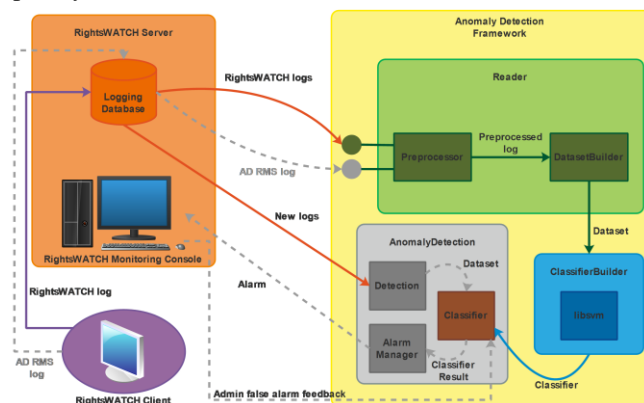 RightsWATCH Server
Logging
Database
RightsWATCH Monitoring Console
RightsWATCH log
AD RMS
log
RightsWATCH Client
RightsWATCH logs
AD RMS log
New logs
Alarm
Admin false alarm feedback
Anomaly Detection
Framework
Reader
Preprocessor
Preprocessed
log
DatasetBuilder
Dataset
AnomalyDetection
Detection
Dataset
Classifier
Alarm
Manager
Classifier
Result
ClassifierBuilder
libsvm
Classifier